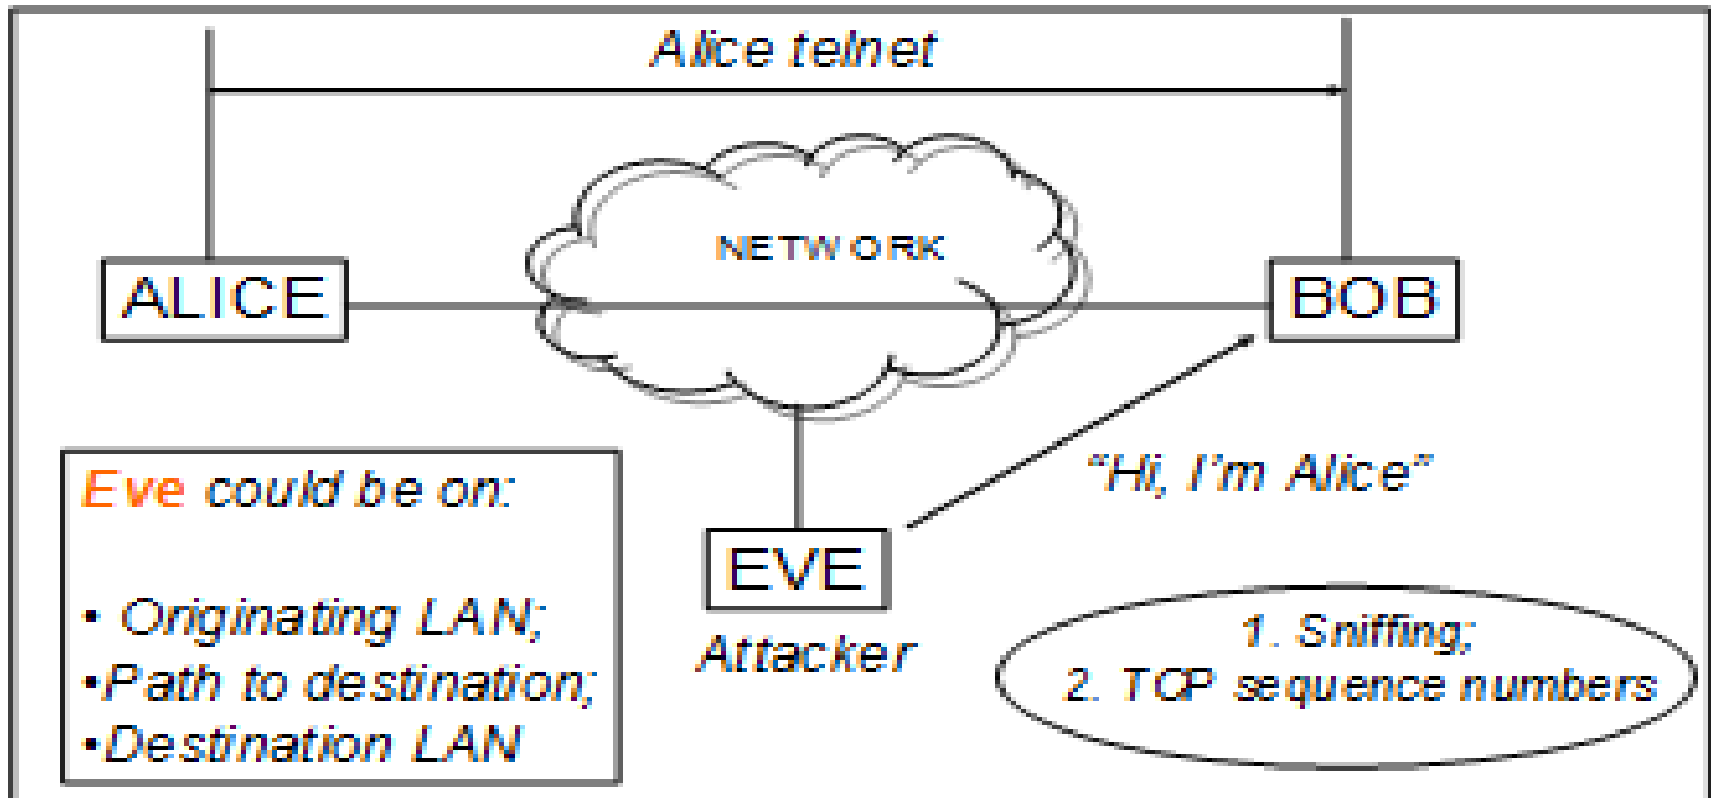 Alice telnet
NETWORK
ALICE
BOB
"Hi, I'm Alice"
Eve could be on:
• Originating LAN;
•Path to destination;
•Destination LAN
EVE
Attacker
1. Sniffing;
2. TCP sequence numbers